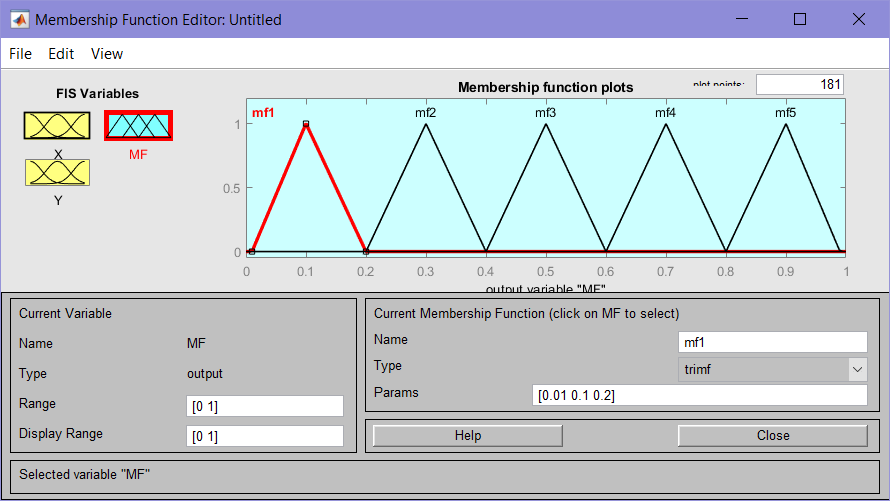 Membership Function Editor: Untitled
File Edit View
FIS Variables
X
MF
Y
Membership function plots
plot points:
181
mf1 mf2 mf3 mf4 mf5
1
0.5
0
0 0.1 0.2 0.3 0.4 0.5 0.6 0.7 0.8 0.9 1
output variable "MF"
Current Variable
Name MF
Type output
Range [0 1]
Display Range [0 1]
Current Membership Function (click on MF to select)
Name mf1
Type trimf
Params [0.01 0.1 0.2]
Help Close
Selected variable "MF"